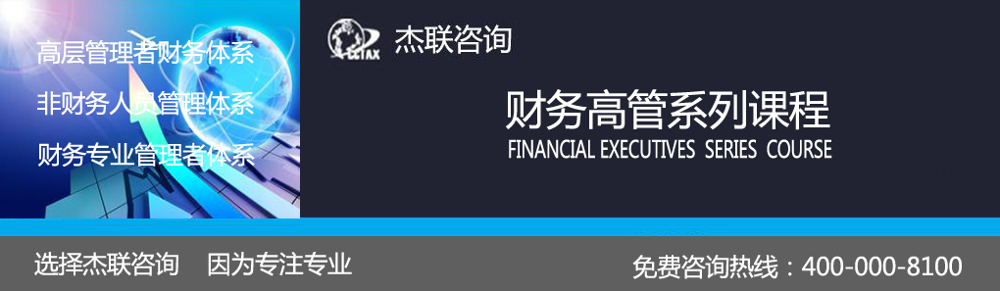 高层管理者财务体系
非财务人员管理体系
财务专业管理者体系
杰联咨询
财务高管系列课程
FINANCIAL EXECUTIVES SERIES COURSE
选择杰联咨询 因为专注专业
免费咨询热线：400-000-8100